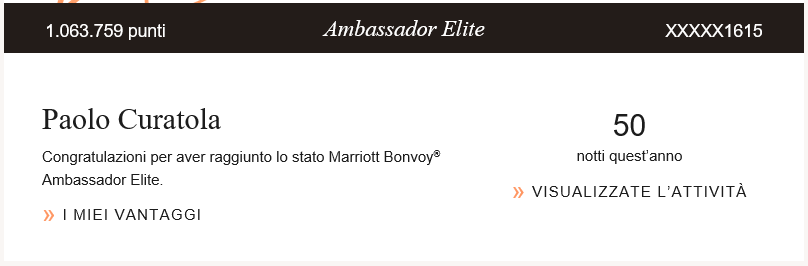 1.063.759 punti
Ambassador Elite
XXXXX1615
Paolo Curatola
Congratulazioni per aver raggiunto lo stato Marriott Bonvoy®
Ambassador Elite.
» I MIEI VANTAGGI
50
notti quest'anno
» VISUALIZZATE L'ATTIVITÀ